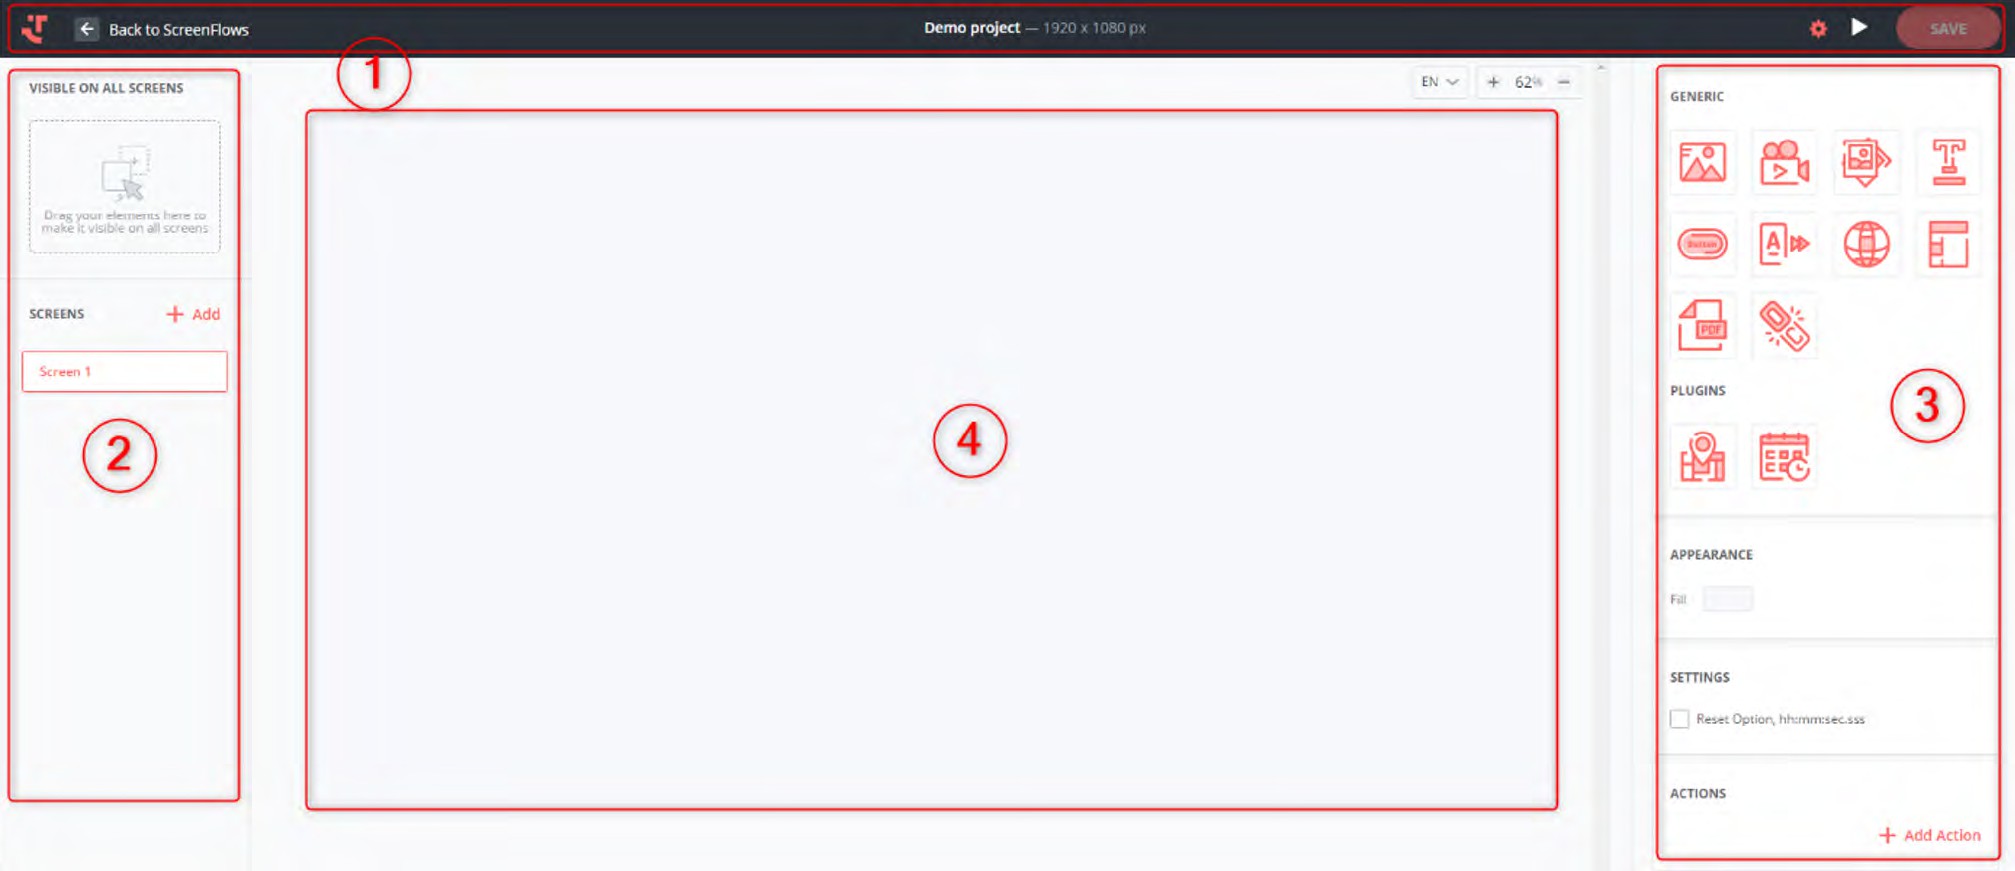 Back to ScreenFlows
Demo project — 1920 x 1080 px
SAVE
1
VISIBLE ON ALL SCREENS
Drag your elements here to
make it visible on all screens
SCREENS
+ Add
Screen 1
2
EN
+ 62% −
4
GENERIC
Button
A
PDF
PLUGINS
3
APPEARANCE
Fill
SETTINGS
Reset Option, hh:mm:sec.sss
ACTIONS
+ Add Action